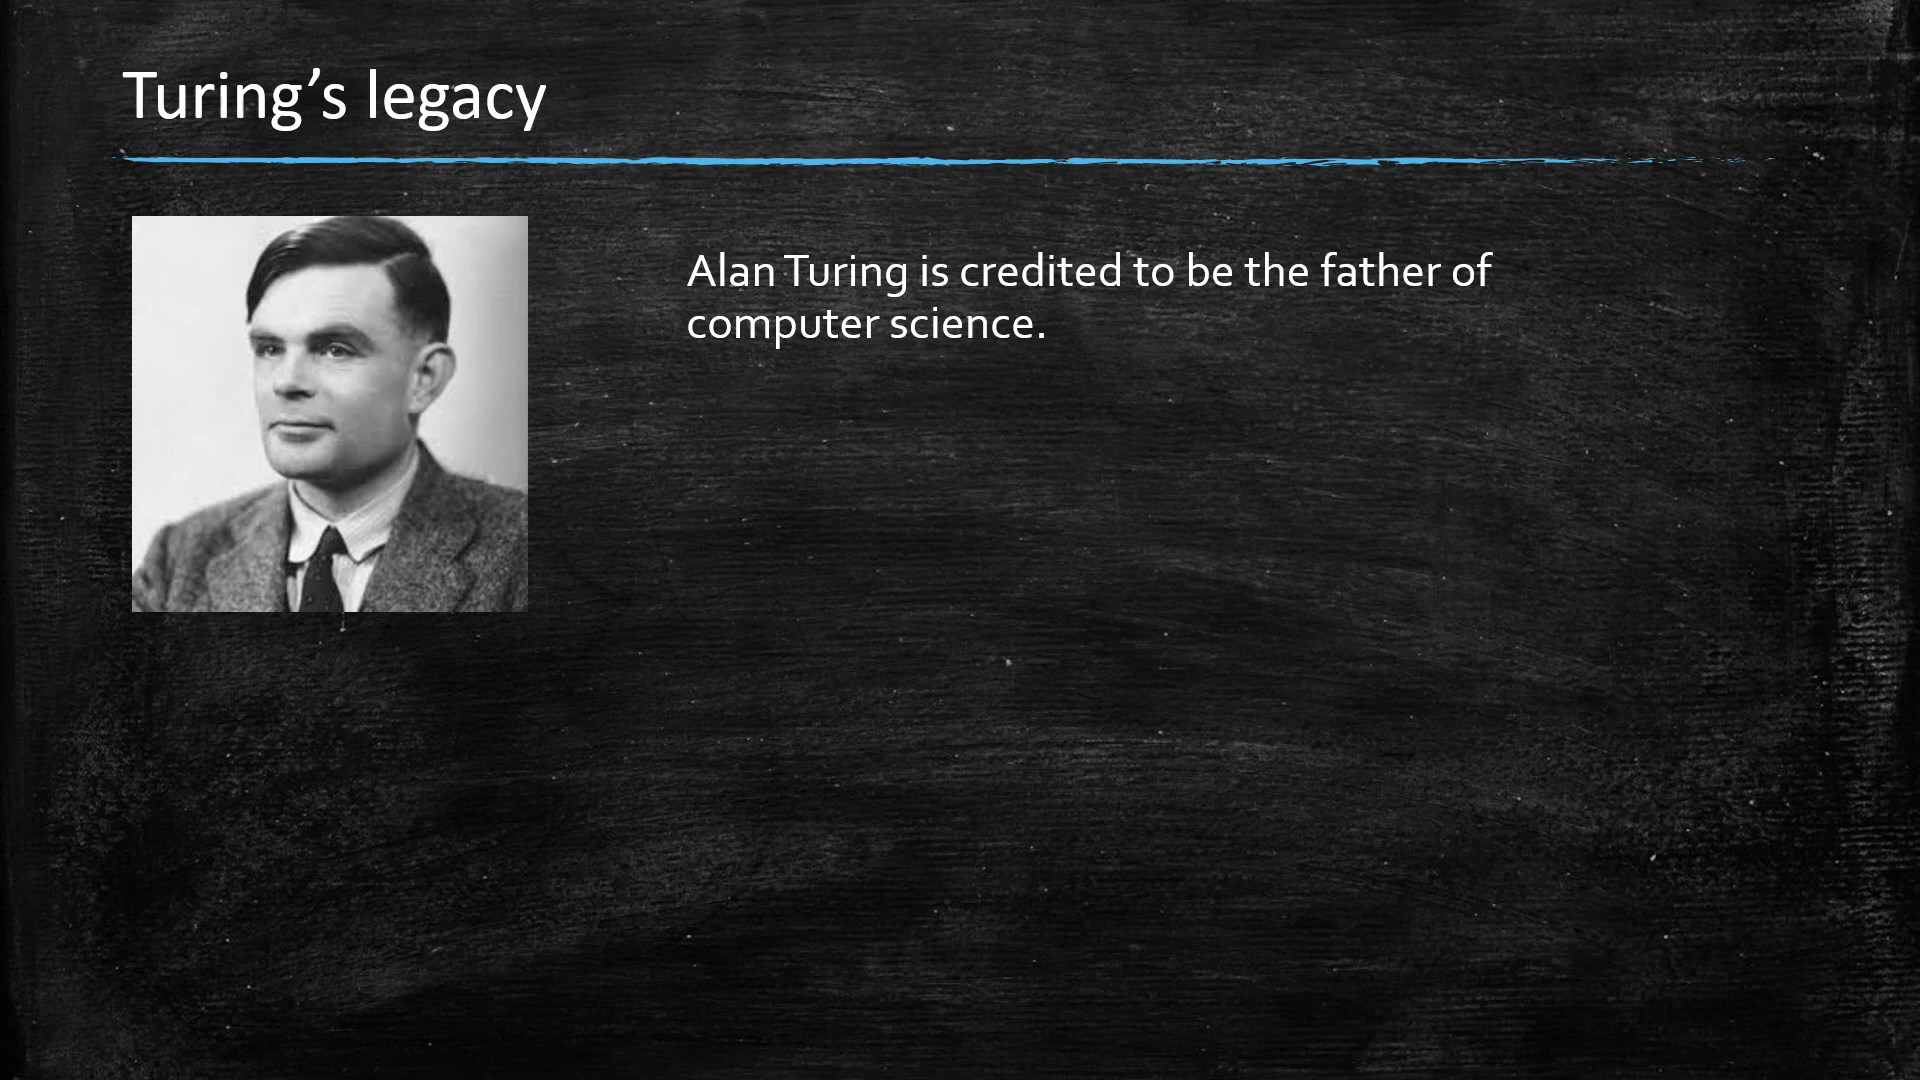 Turing’s legacy
Alan Turing is credited to be the father of
computer science.